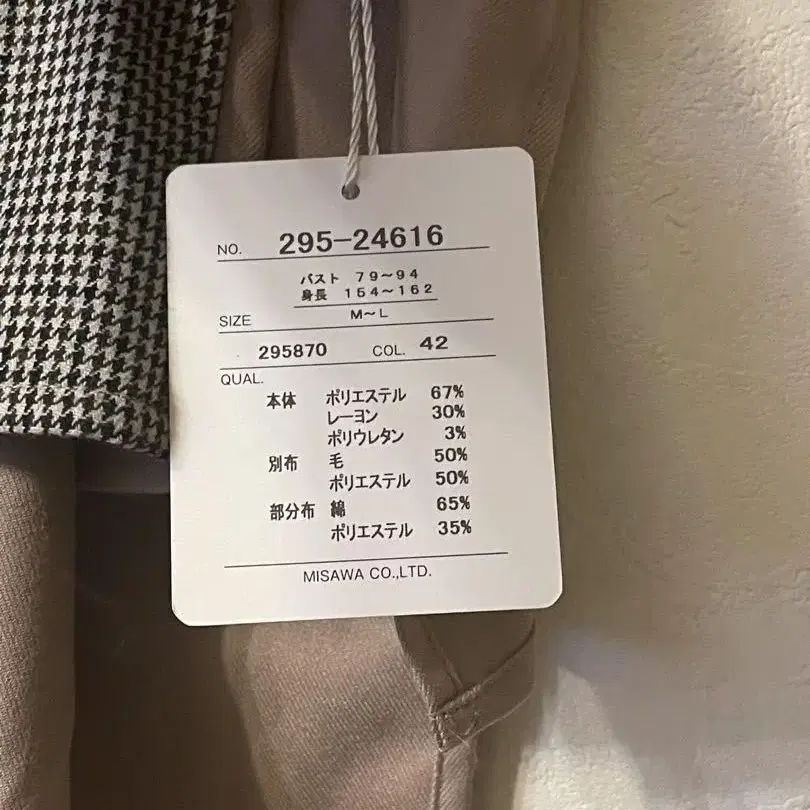 NO. 295-24616
バスト 79~94
身長 154~162
SIZE M~L
295870 COL. 42
QUAL.
本体 ポリエステル 67%
レーヨン 30%
ポリウレタン 3%
別布 毛 50%
ポリエステル 50%
部分布 綿 65%
ポリエステル 35%
MISAWA CO.,LTD.